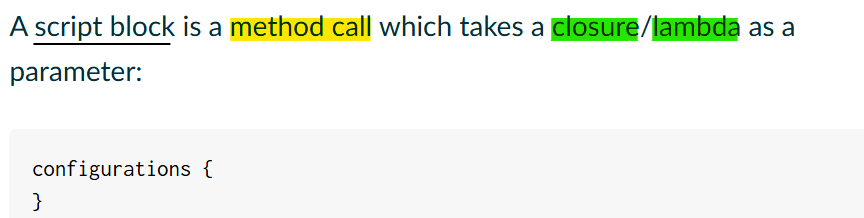 A script block is a method call which takes a closure/lambda as a
parameter:
configurations {
}